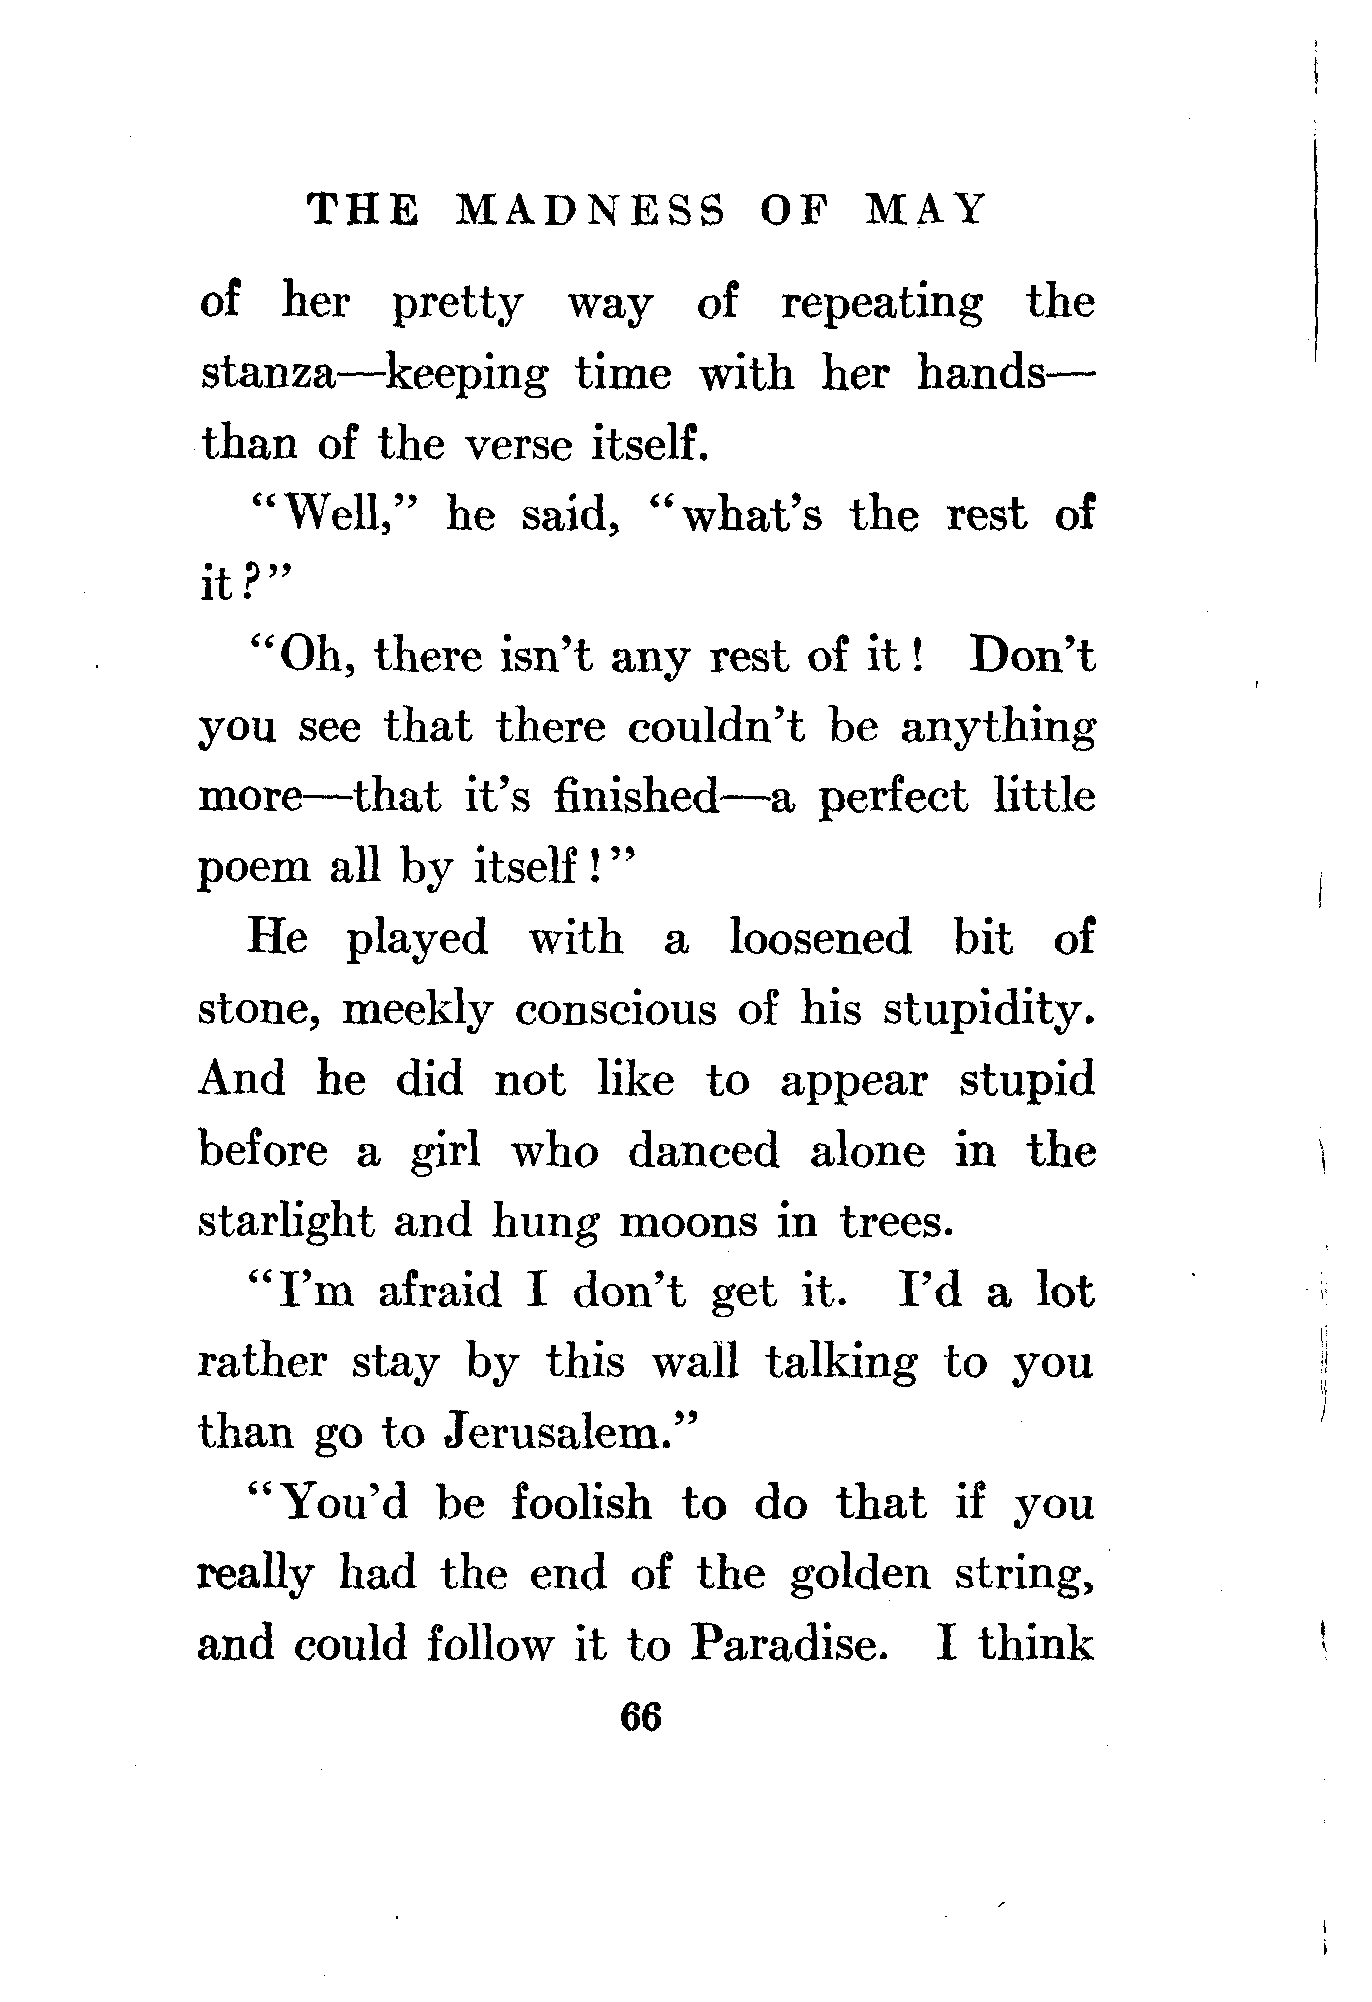 THE MADNESS OF MAY
of her pretty way of repeating the
stanza—keeping time with her hands—
than of the verse itself.
“Well,” he said, “what’s the rest of
it?”
“Oh, there isn’t any rest of it! Don’t
you see that there couldn’t be anything
more—that it’s finished—a perfect little
poem all by itself!”
He played with a loosened bit of
stone, meekly conscious of his stupidity.
And he did not like to appear stupid
before a girl who danced alone in the
starlight and hung moons in trees.
“I’m afraid I don’t get it. I’d a lot
rather stay by this wall talking to you
than go to Jerusalem.”
“You’d be foolish to do that if you
really had the end of the golden string,
and could follow it to Paradise. I think
66